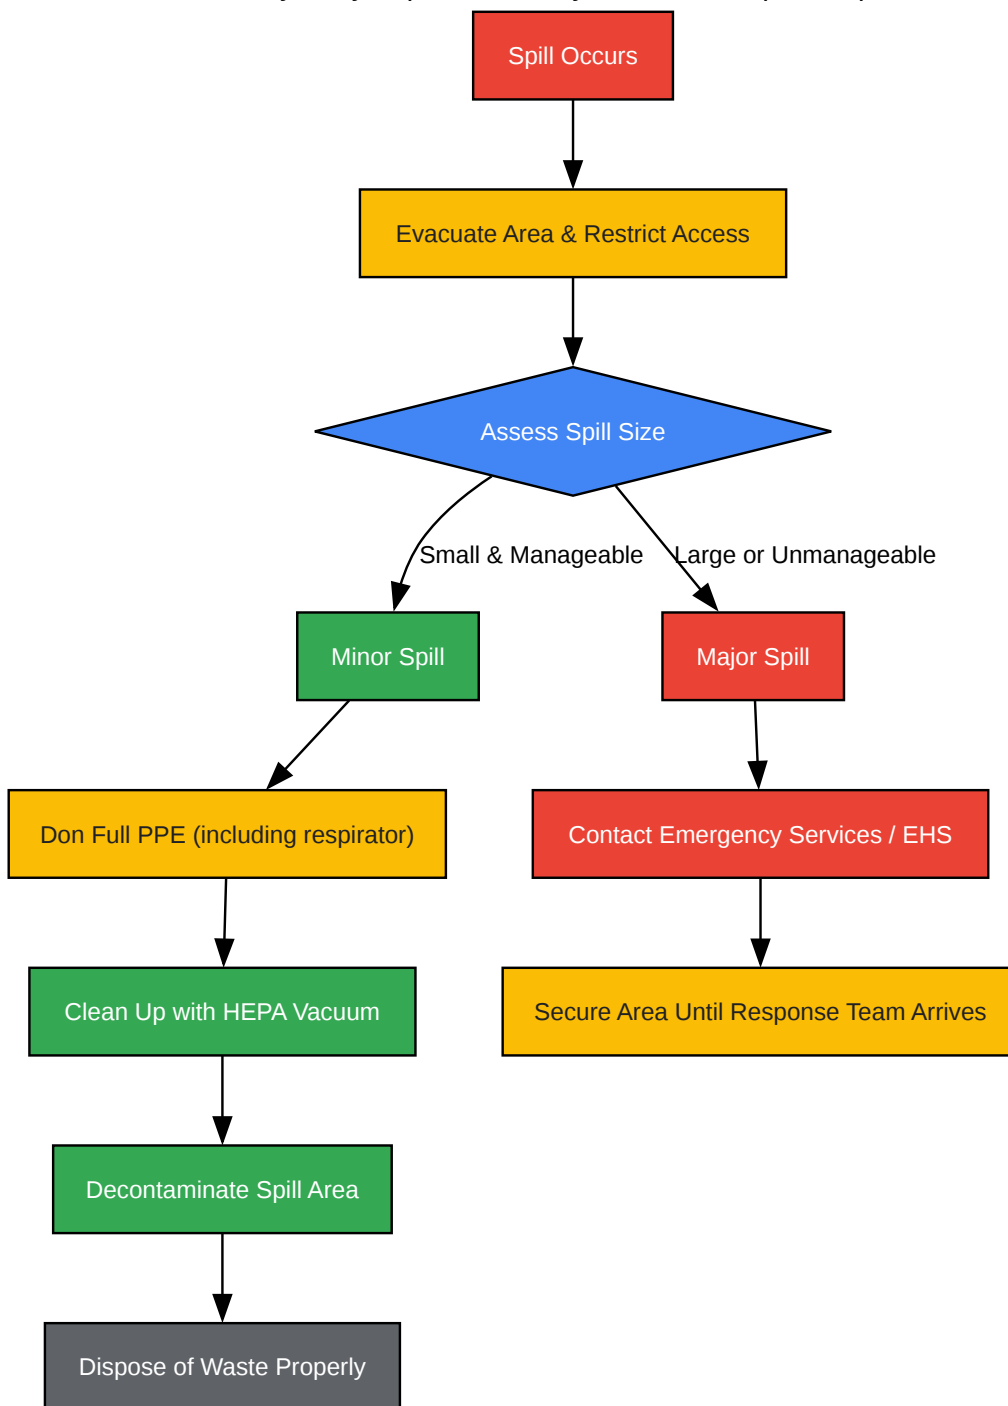 Spill Occurs
Evacuate Area & Restrict Access
Assess Spill Size
Small & Manageable
Large or Unmanageable
Minor Spill
Major Spill
Don Full PPE (including respirator)
Contact Emergency Services / EHS
Clean Up with HEPA Vacuum
Secure Area Until Response Team Arrives
Decontaminate Spill Area
Dispose of Waste Properly